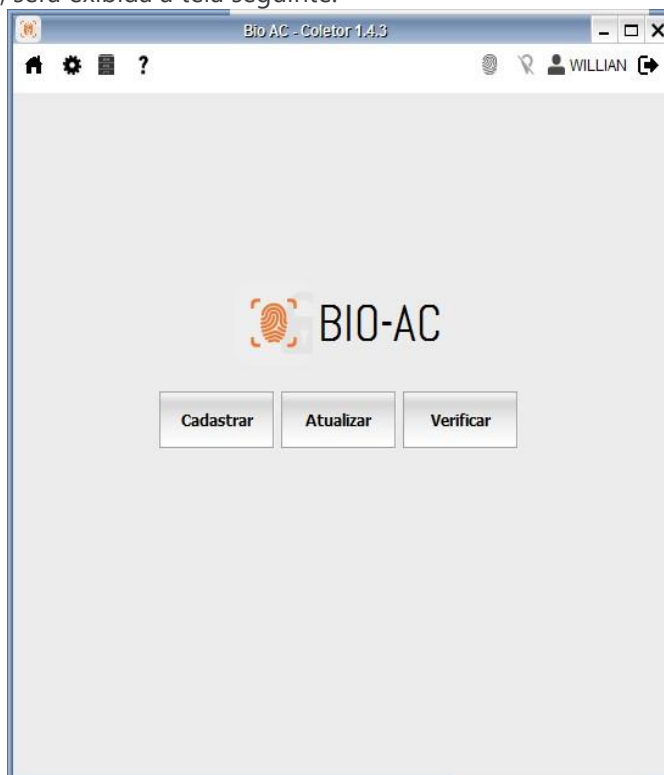 , será exibida a tela seguinte:
Bio AC - Coletor 1.4.3
? WILLIAN
BIO-AC
Cadastrar Atualizar Verificar